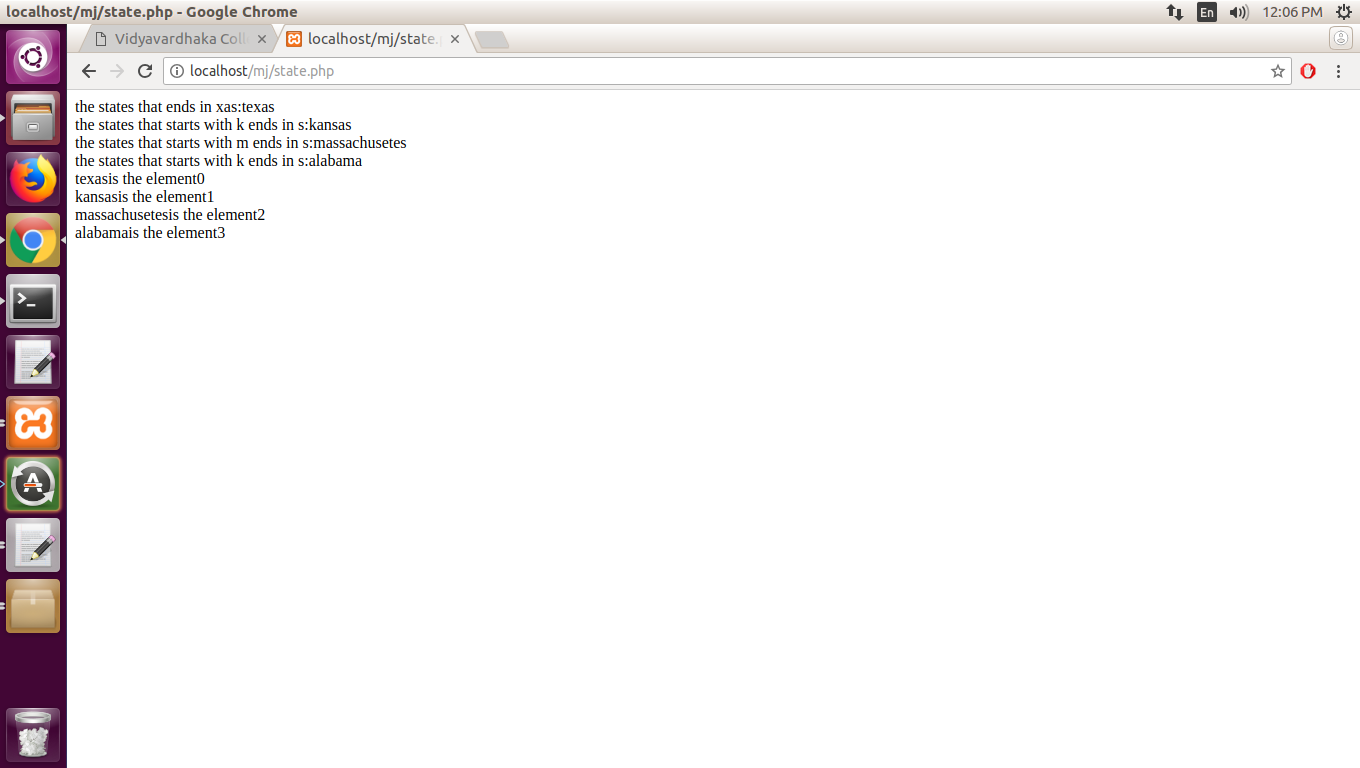 localhost/mj/state.php - Google Chrome
En
12:06 PM
Vidyavardhaka Coll
localhost/mj/state.p
localhost/mj/state.php
the states that ends in xas:texas
the states that starts with k ends in s:kansas
the states that starts with m ends in s:massachusetes
the states that starts with k ends in s:alabama
texasis the element0
kansasis the element1
massachusetesis the element2
alabamais the element3